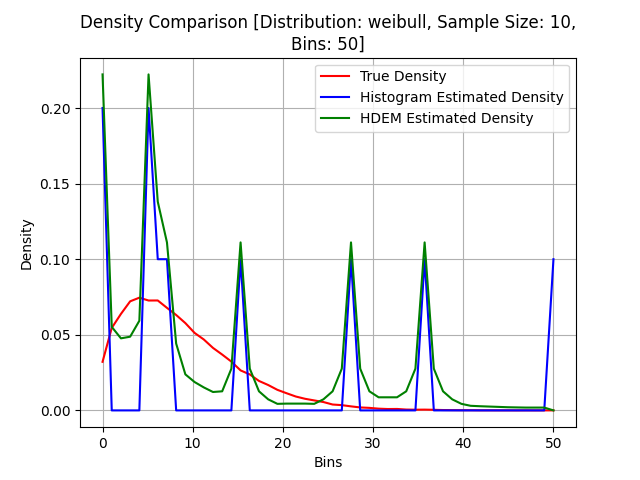 Density Comparison [Distribution: weibull, Sample Size: 10,
Bins: 50]
True Density
Histogram Estimated Density
HDEM Estimated Density
Density
0.20
0.15
0.10
0.05
0.00
0
10
20
30
40
50
Bins